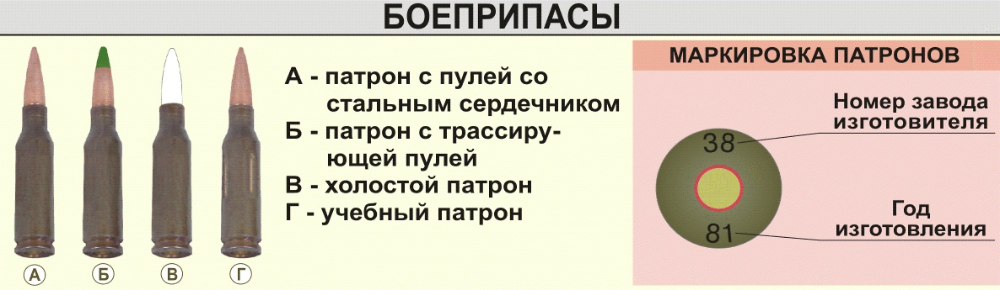 БОЕПРИПАСЫ
А - патрон с пулей со
стальным сердечником
Б - патрон с трассиру-
ющей пулей
В - холостой патрон
Г - учебный патрон
А
Б
В
Г
МАРКИРОВКА ПАТРОНОВ
Номер завода
изготовителя
38
Год
изготовления
81